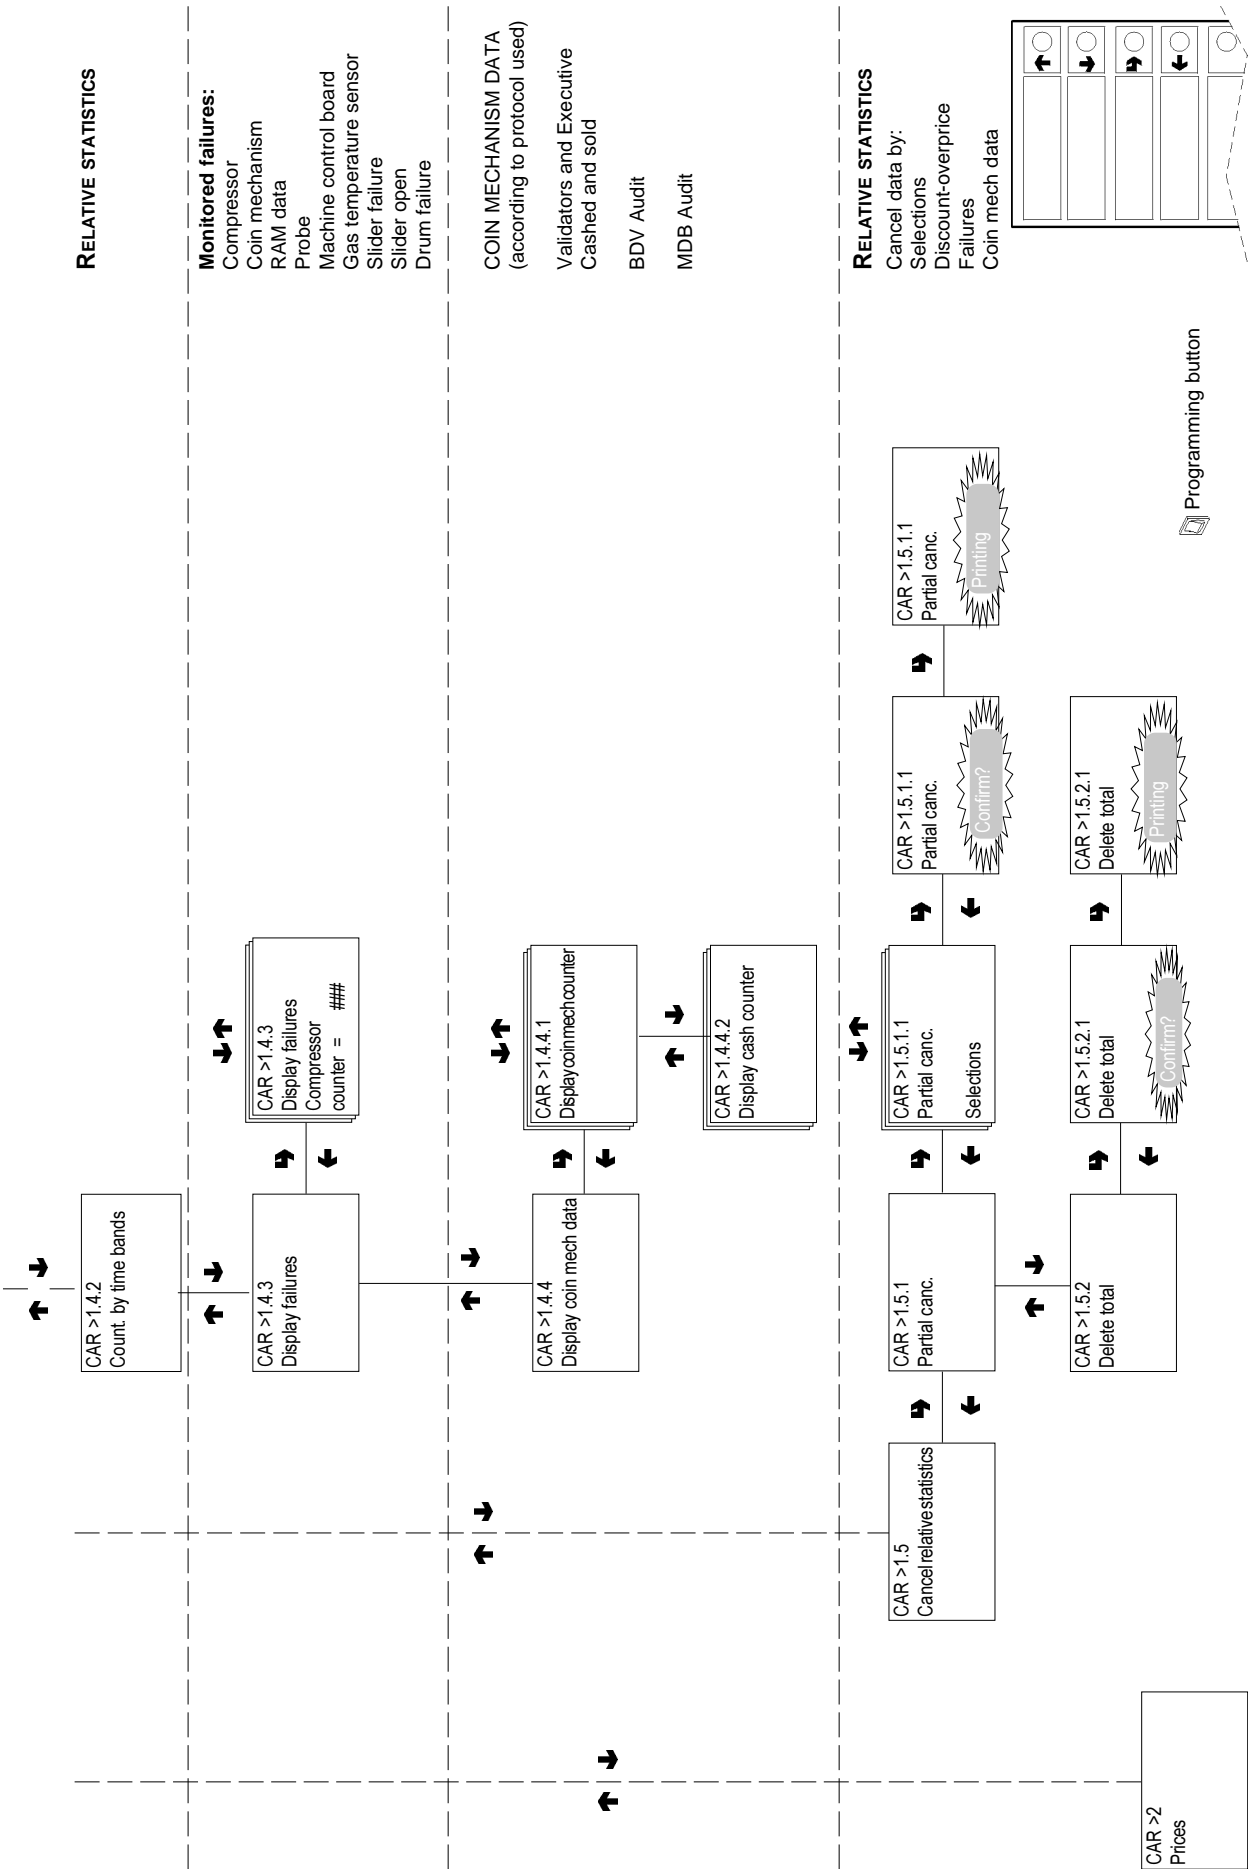 RELATIVE STATISTICS
CAR >1.4.2
Count. by time bands
Monitored failures:
Compressor
Coin mechanism
RAM data
Probe
Machine control board
Gas temperature sensor
Slider failure
Slider open
Drum failure
CAR >1.4.3
Display failures
CAR >1.4.3
Display failures
Compressor
counter = ###
COIN MECHANISM DATA
(according to protocol used)
Validators and Executive
Cashed and sold
BDV Audit
MDB Audit
CAR >1.4.4
Display coin mech data
CAR >1.4.4.1
Display coin mech counter
CAR >1.4.4.2
Display cash counter
RELATIVE STATISTICS
Cancel data by:
Selections
Discount-overprice
Failures
Coin mech data
CAR >1.5
Cancel relative statistics
CAR >1.5.1
Partial canc.
CAR >1.5.1.1
Partial canc.
Selections
CAR >1.5.1.1
Partial canc.
Confirm?
CAR >1.5.1.1
Partial canc.
Printing
CAR >1.5.2
Delete total
CAR >1.5.2.1
Delete total
Confirm?
CAR >1.5.2.1
Delete total
Printing
Programming button
CAR >2
Prices